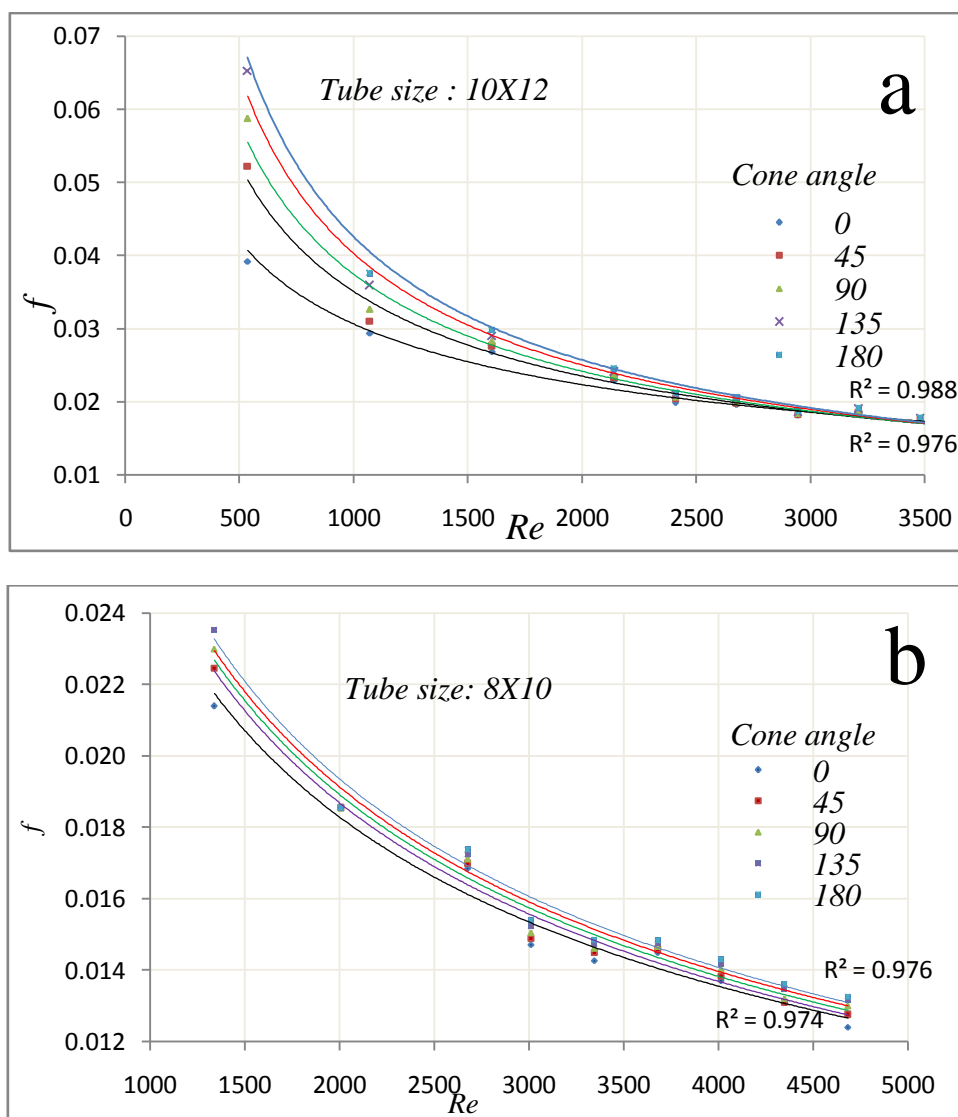 a
0.07
0.06
0.05
0.04
0.03
0.02
0.01
f
Tube size : 10X12
Cone angle
0
45
90
135
180
R² = 0.988
R² = 0.976
0
500
1000
1500
2000
2500
3000
3500
Re
b
0.024
0.022
0.020
0.018
0.016
0.014
0.012
f
Tube size: 8X10
Cone angle
0
45
90
135
180
R² = 0.976
R² = 0.974
1000
1500
2000
2500
3000
3500
4000
4500
5000
Re